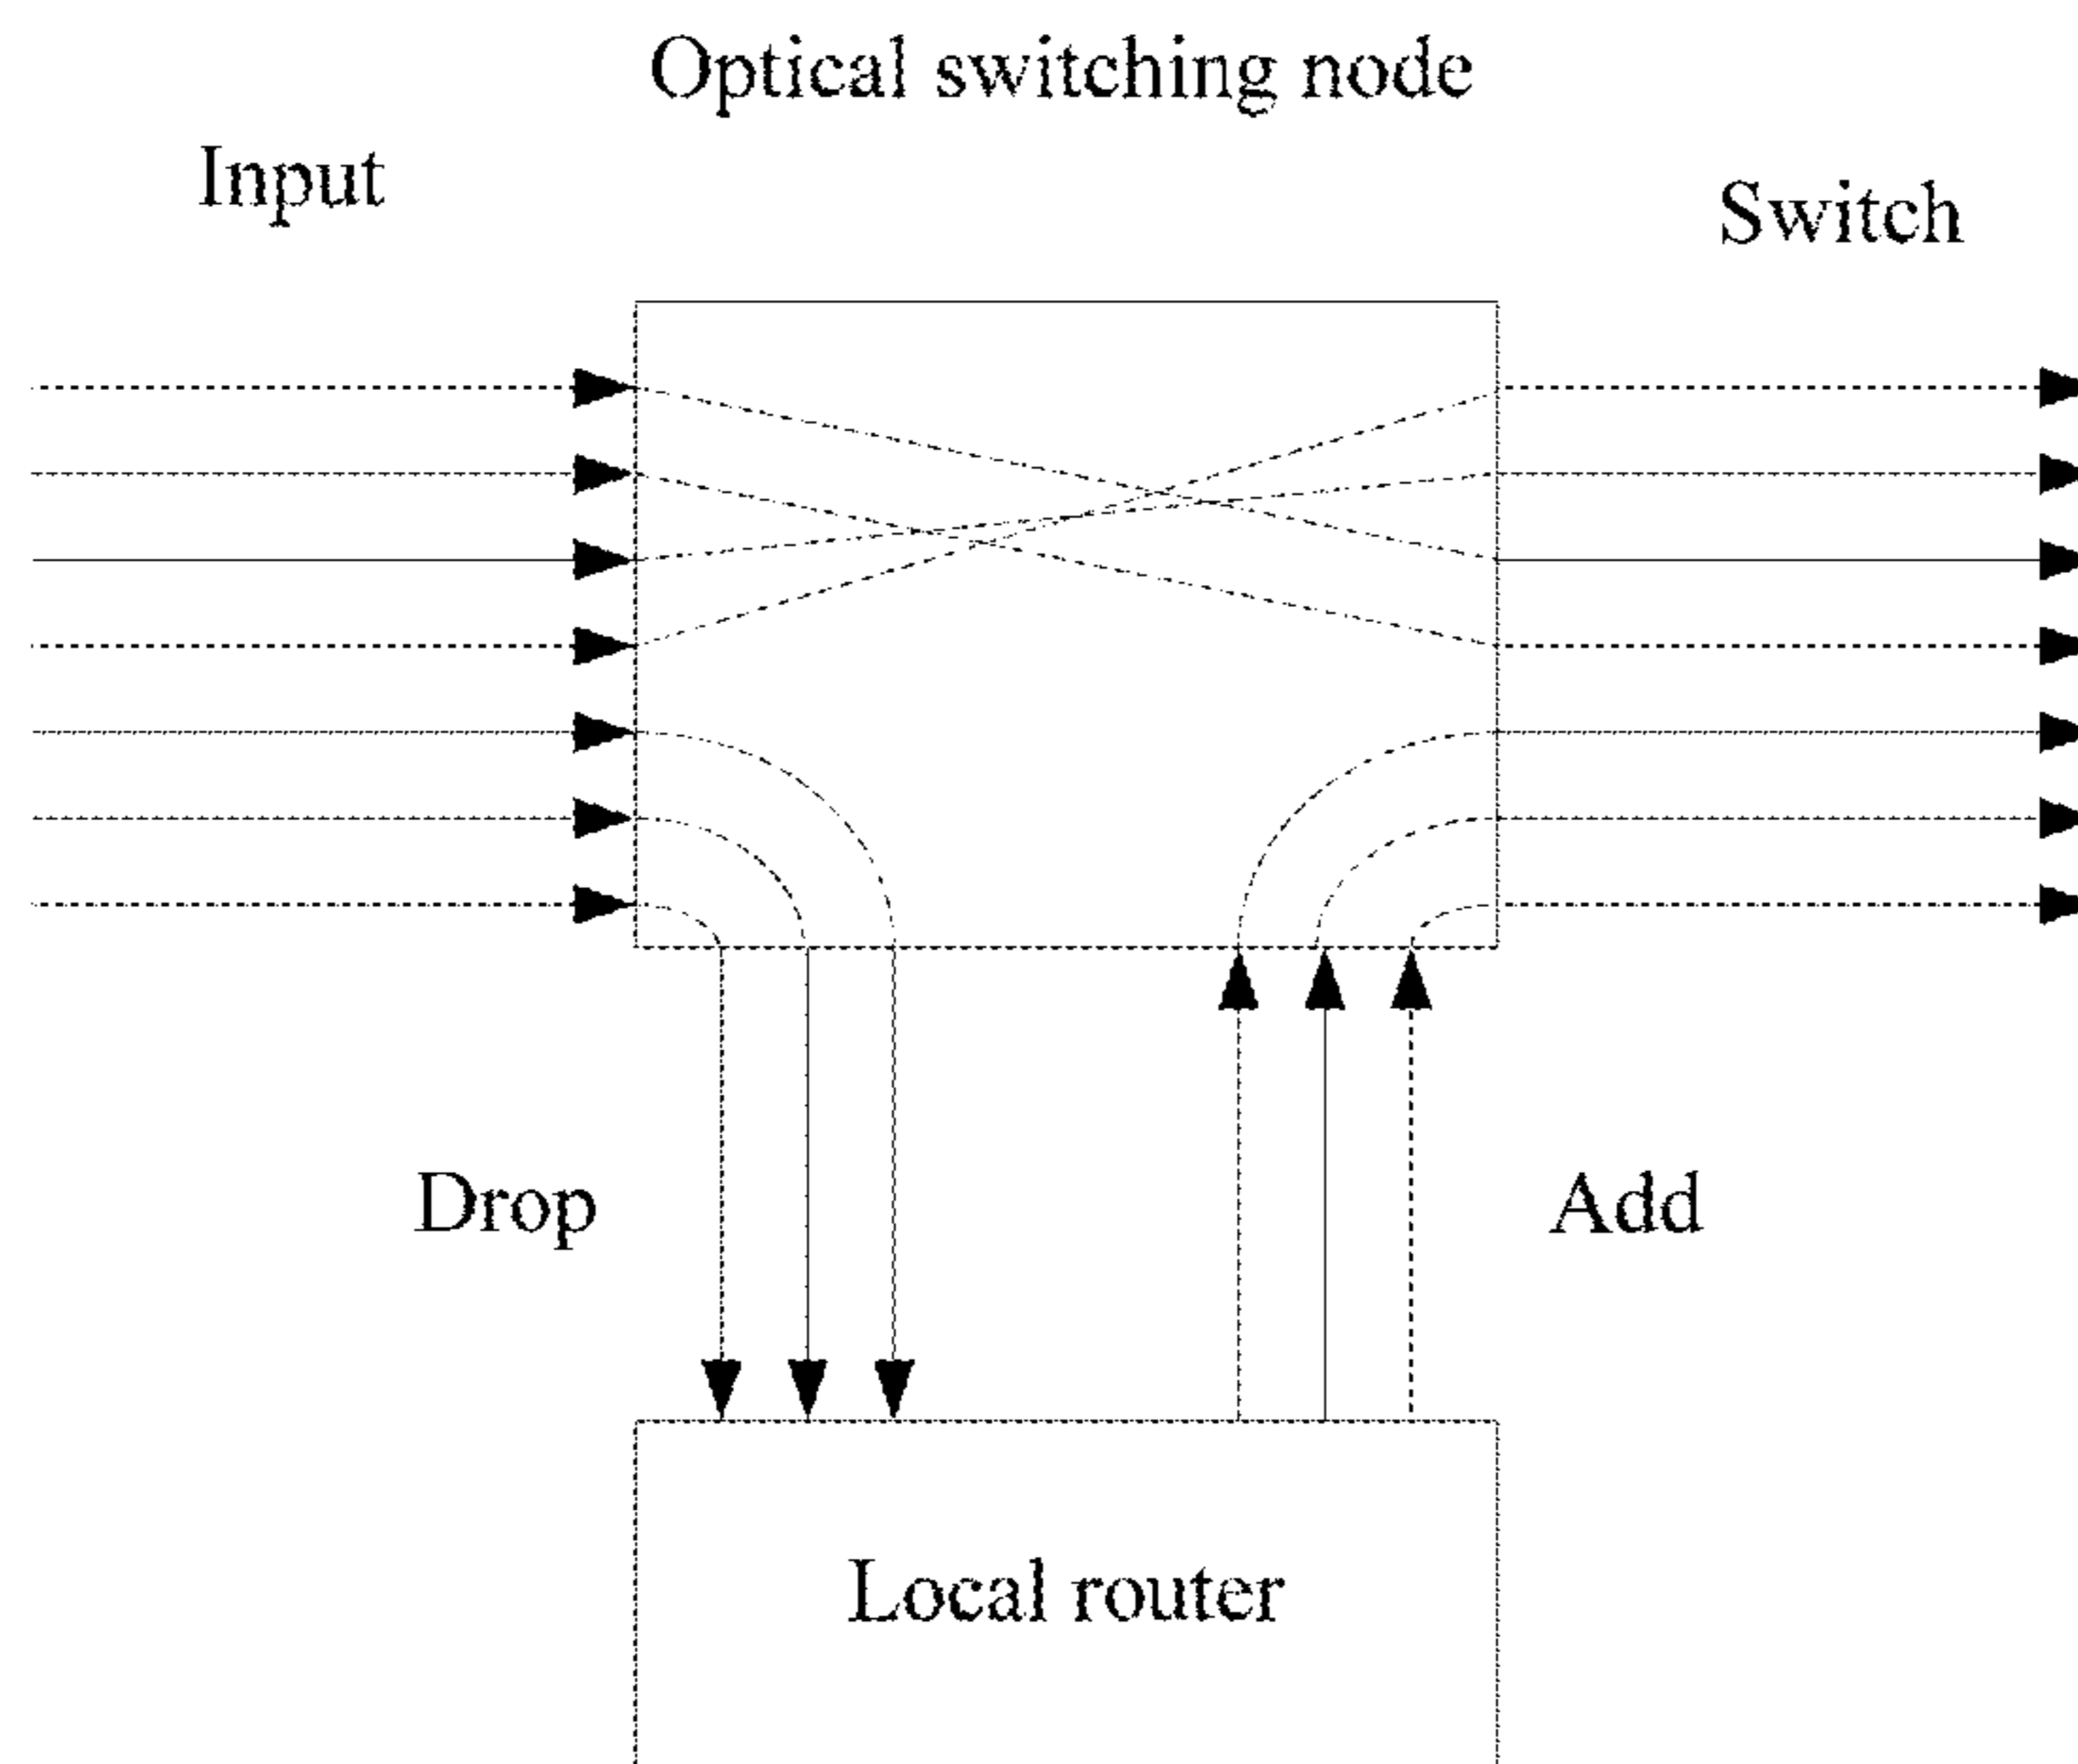 Optical switching node
Input
Switch
Drop
Add
Local router